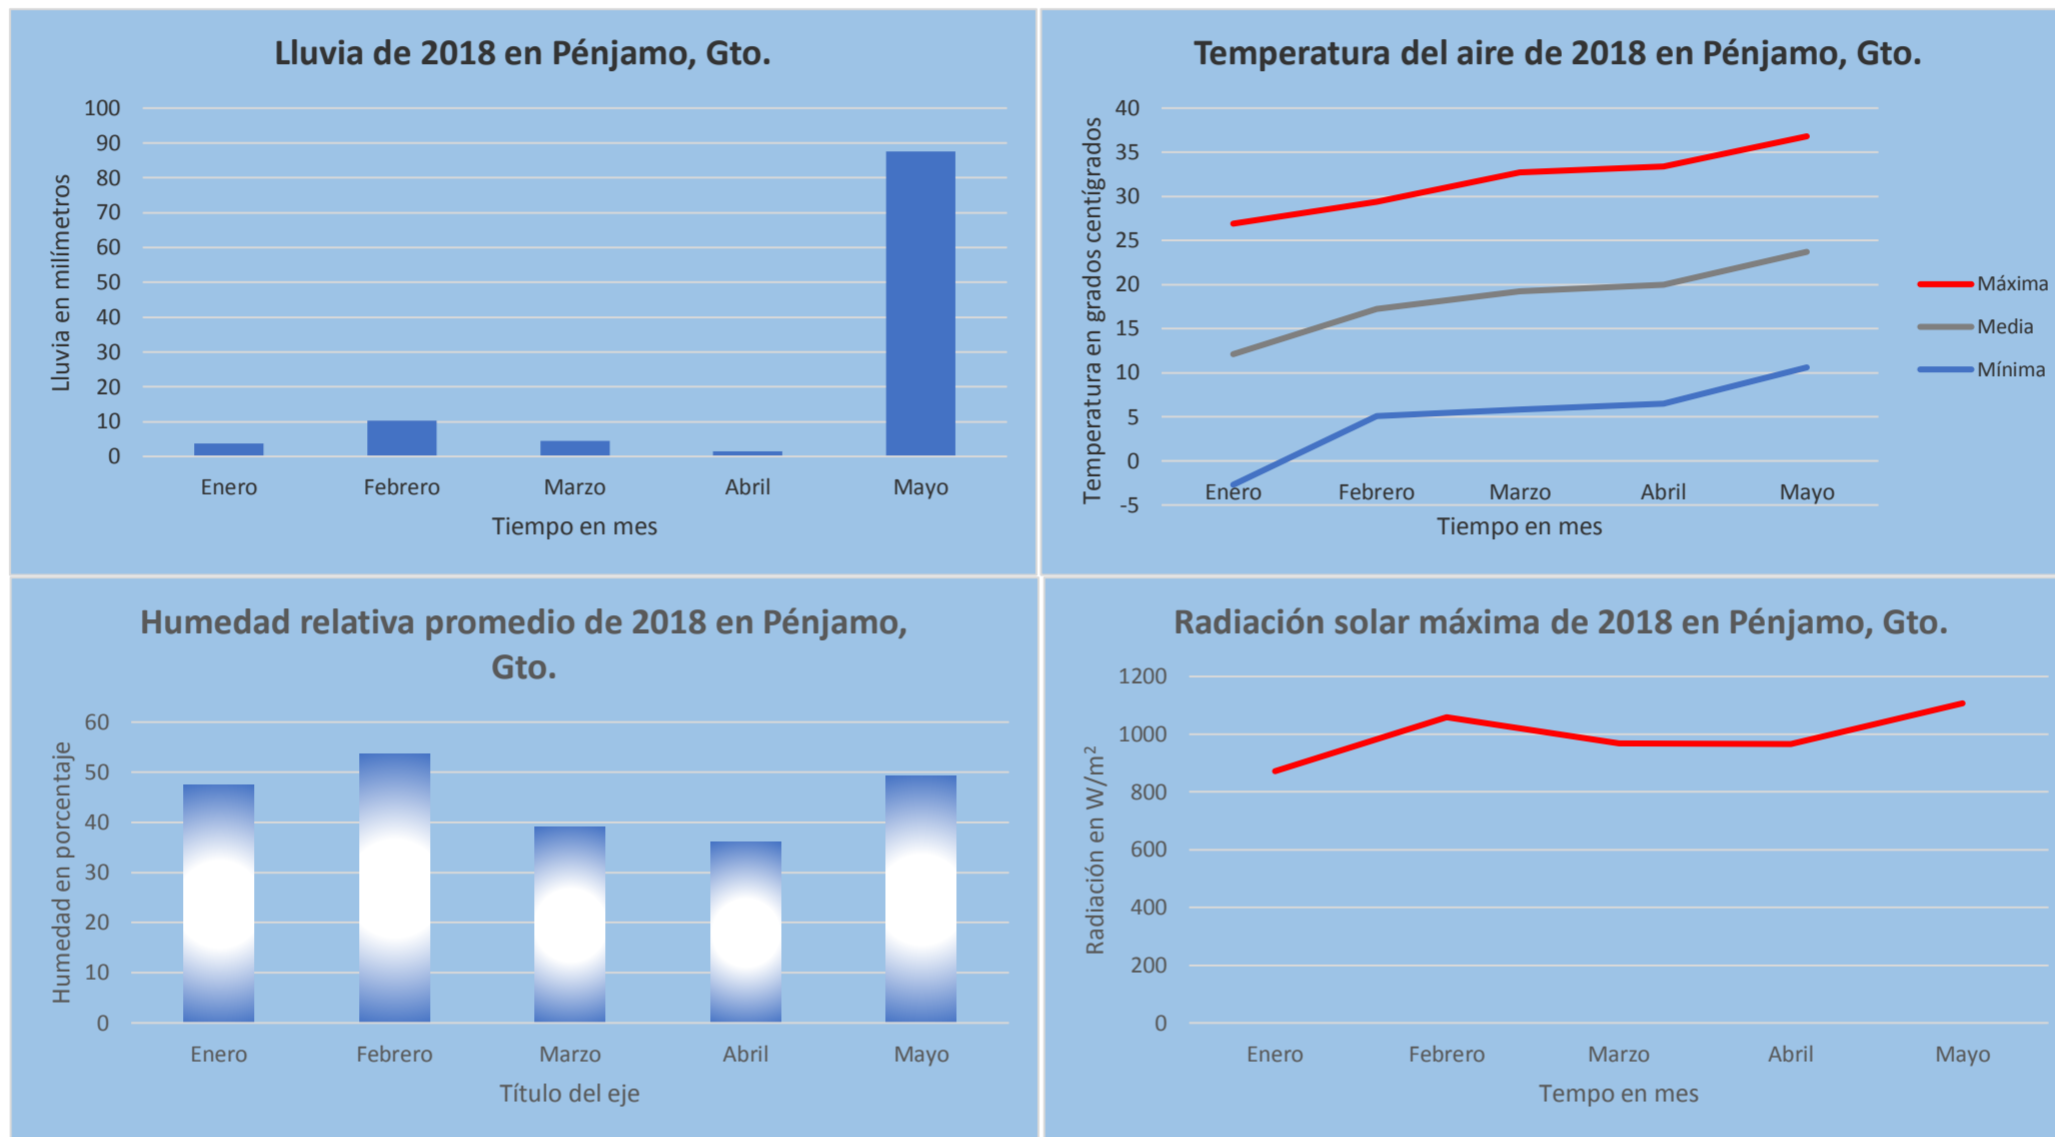 Lluvia de 2018 en Pénjamo, Gto.
Lluvia en milímetros
100
90
80
70
60
50
40
30
20
10
0
Enero Febrero Marzo Abril Mayo
Tiempo en mes
Temperatura del aire de 2018 en Pénjamo, Gto.
Temperatura en grados centígrados
40
35
30
25
20
15
10
5
0
-5
Enero Febrero Marzo Abril Mayo
Tiempo en mes
Máxima
Media
Mínima
Humedad relativa promedio de 2018 en Pénjamo,
Gto.
Humedad en porcentaje
60
50
40
30
20
10
0
Enero Febrero Marzo Abril Mayo
Título del eje
Radiación solar máxima de 2018 en Pénjamo, Gto.
Radiación en W/m²
1200
1000
800
600
400
200
0
Enero Febrero Marzo Abril Mayo
Tempo en mes